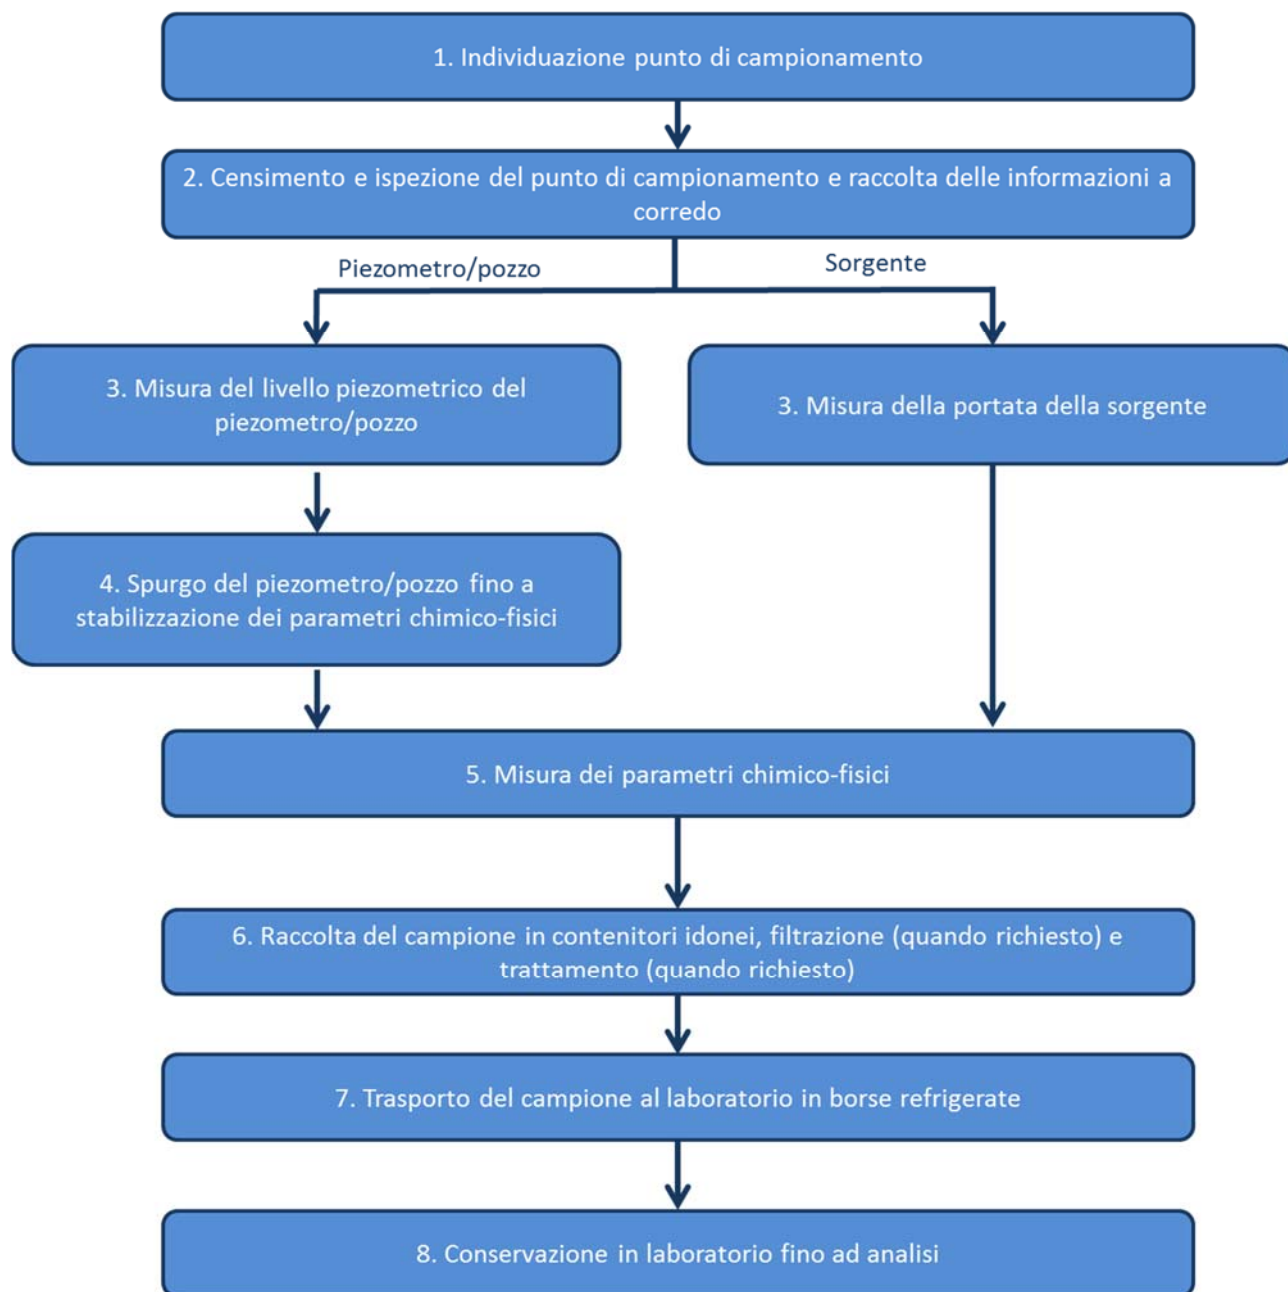 1. Individuazione punto di campionamento
2. Censimento e ispezione del punto di campionamento e raccolta delle informazioni a
corredo
Piezometro/pozzo
Sorgente
3. Misura del livello piezometrico del
piezometro/pozzo
3. Misura della portata della sorgente
4. Spurgo del piezometro/pozzo fino a
stabilizzazione dei parametri chimico-fisici
5. Misura dei parametri chimico-fisici
6. Raccolta del campione in contenitori idonei, filtrazione (quando richiesto) e
trattamento (quando richiesto)
7. Trasporto del campione al laboratorio in borse refrigerate
8. Conservazione in laboratorio fino ad analisi